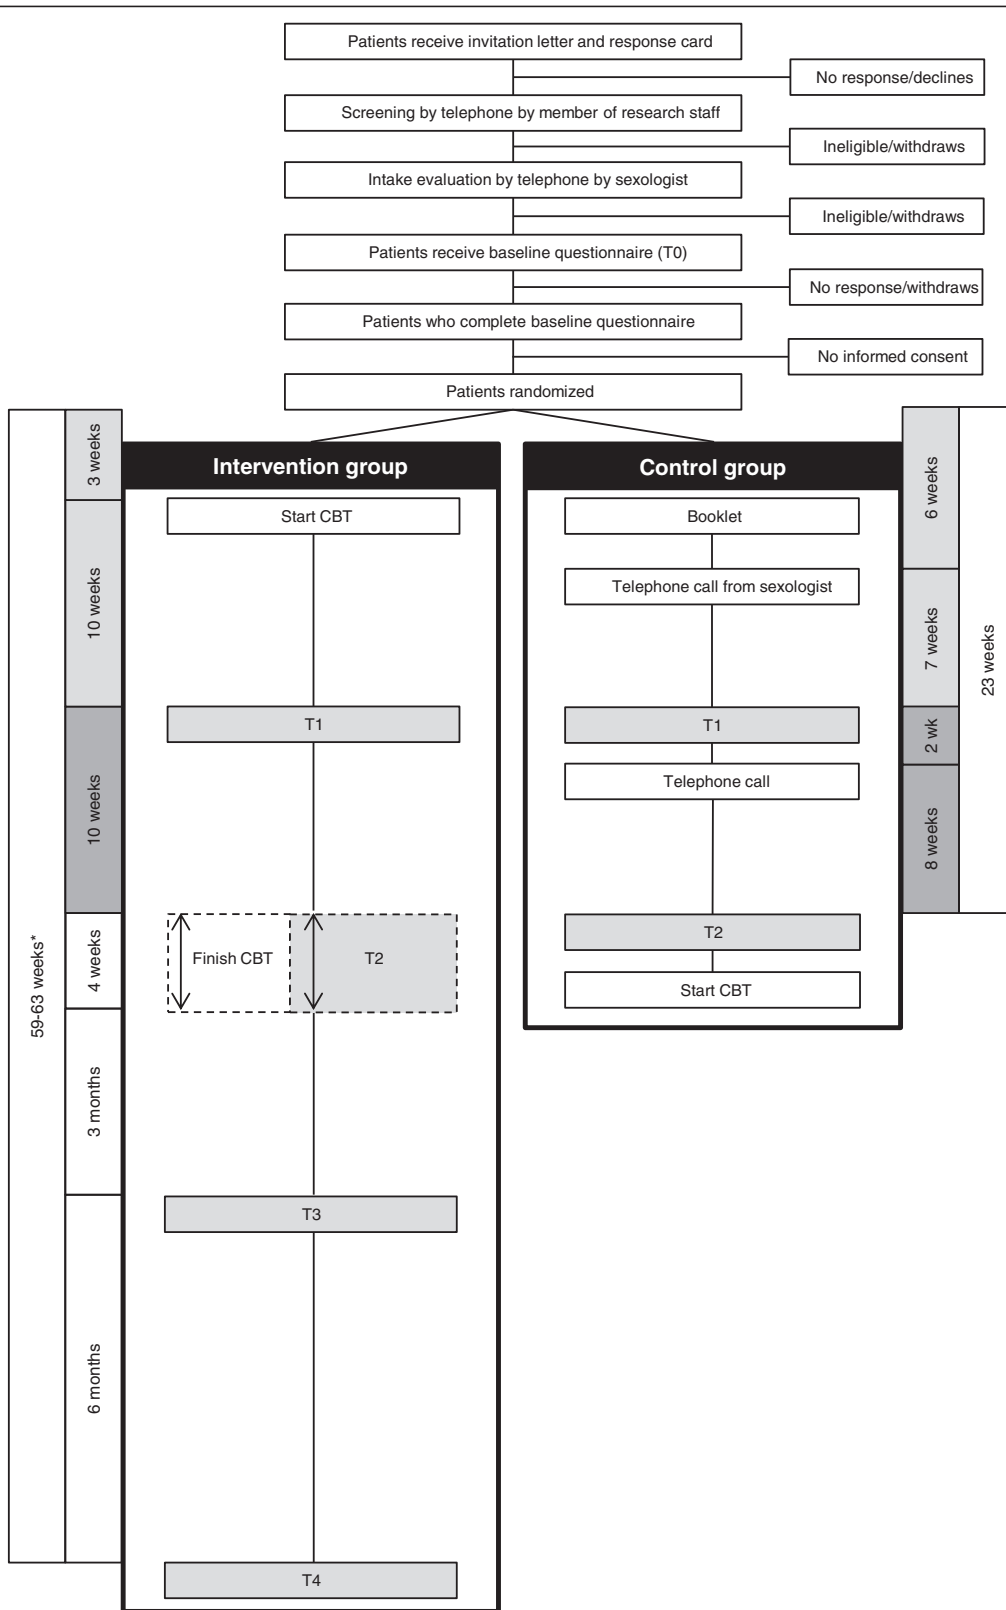 Patients receive invitation letter and response card
No response/declines
Screening by telephone by member of research staff
Ineligible/withdraws
Intake evaluation by telephone by sexologist
Ineligible/withdraws
Patients receive baseline questionnaire (T0)
No response/withdraws
Patients who complete baseline questionnaire
No informed consent
Patients randomized
59-63 weeks*
3 weeks
10 weeks
10 weeks
4 weeks
3 months
6 months
Intervention group
Start CBT
T1
Finish CBT
T2
T3
T4
Control group
Booklet
Telephone call from sexologist
T1
Telephone call
T2
Start CBT
6 weeks
7 weeks
2 wk
8 weeks
23 weeks